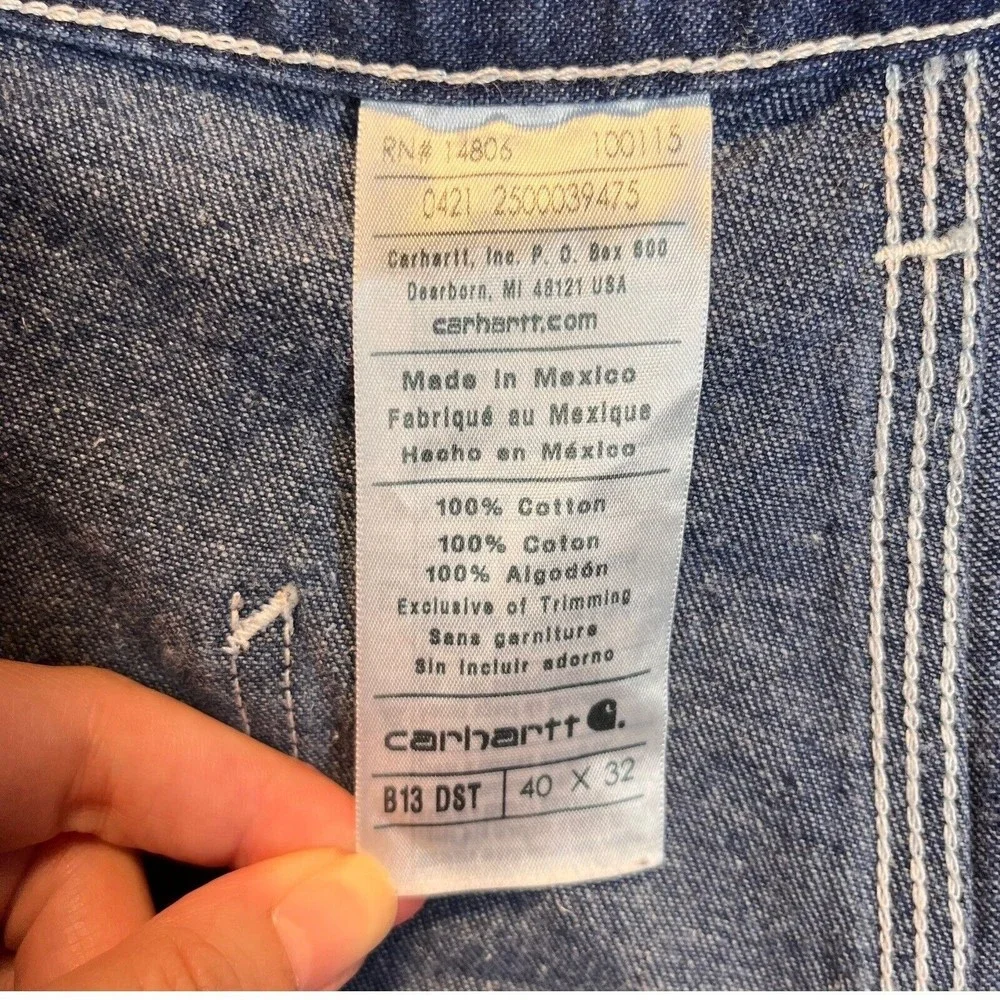 RN# 14806 100115
0421 2500039475
Carhartt, Inc. P. O. Box 600
Dearborn, MI 48121 USA
carhartt.com
Made in Mexico
Fabriqué au Mexique
Hecho en México
100% Cotton
100% Coton
100% Algodón
Exclusive of Trimming
Sans garniture
Sin incluir adorno
carhartt
B13 DST 40 X 32